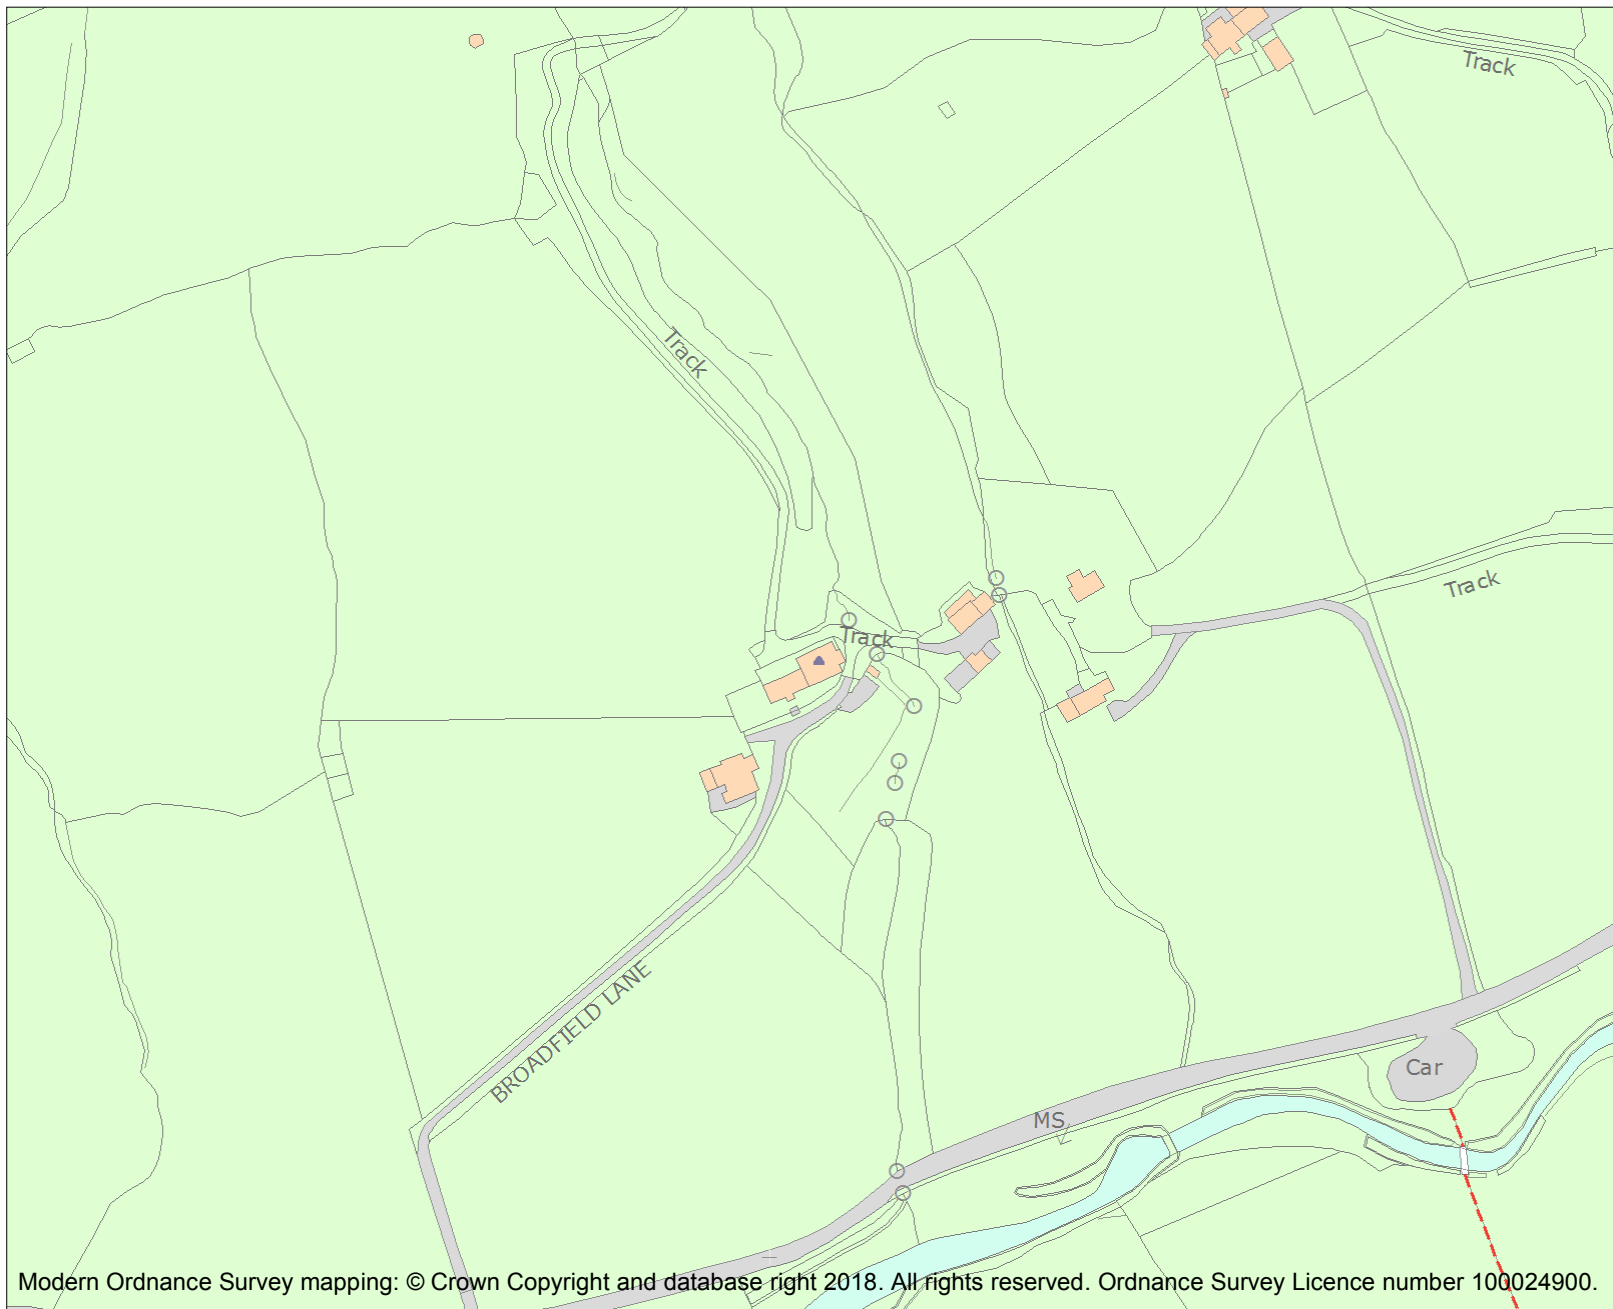 Track
Track
Track
Track
BROADFIELD LANE
Car
MS
Modern Ordnance Survey mapping: © Crown Copyright and database right 2018. All rights reserved. Ordnance Survey Licence number 100024900.